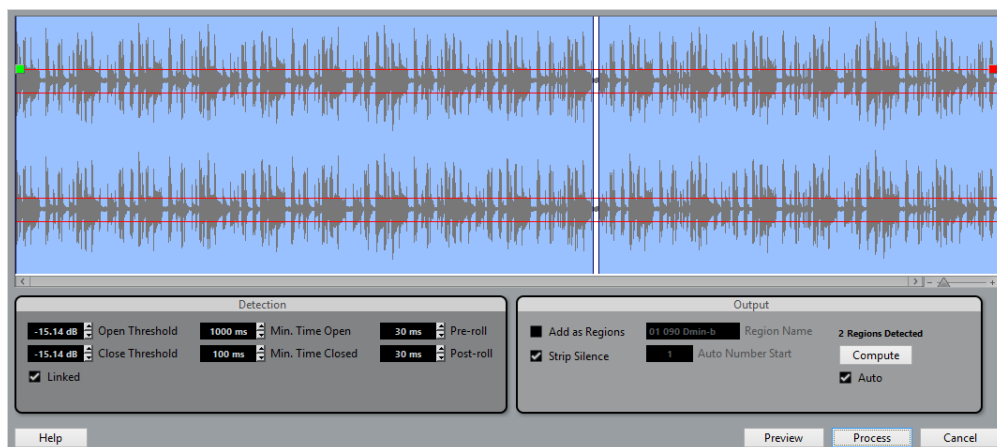 Detection
-15.14 dB Open Threshold 1000 ms Min. Time Open 30 ms Pre-roll
-15.14 dB Close Threshold 100 ms Min. Time Closed 30 ms Post-roll
Linked
Output
Add as Regions 01 090 Dmin-b Region Name 2 Regions Detected
Strip Silence 1 Auto Number Start Compute
Auto
Help Preview Process Cancel